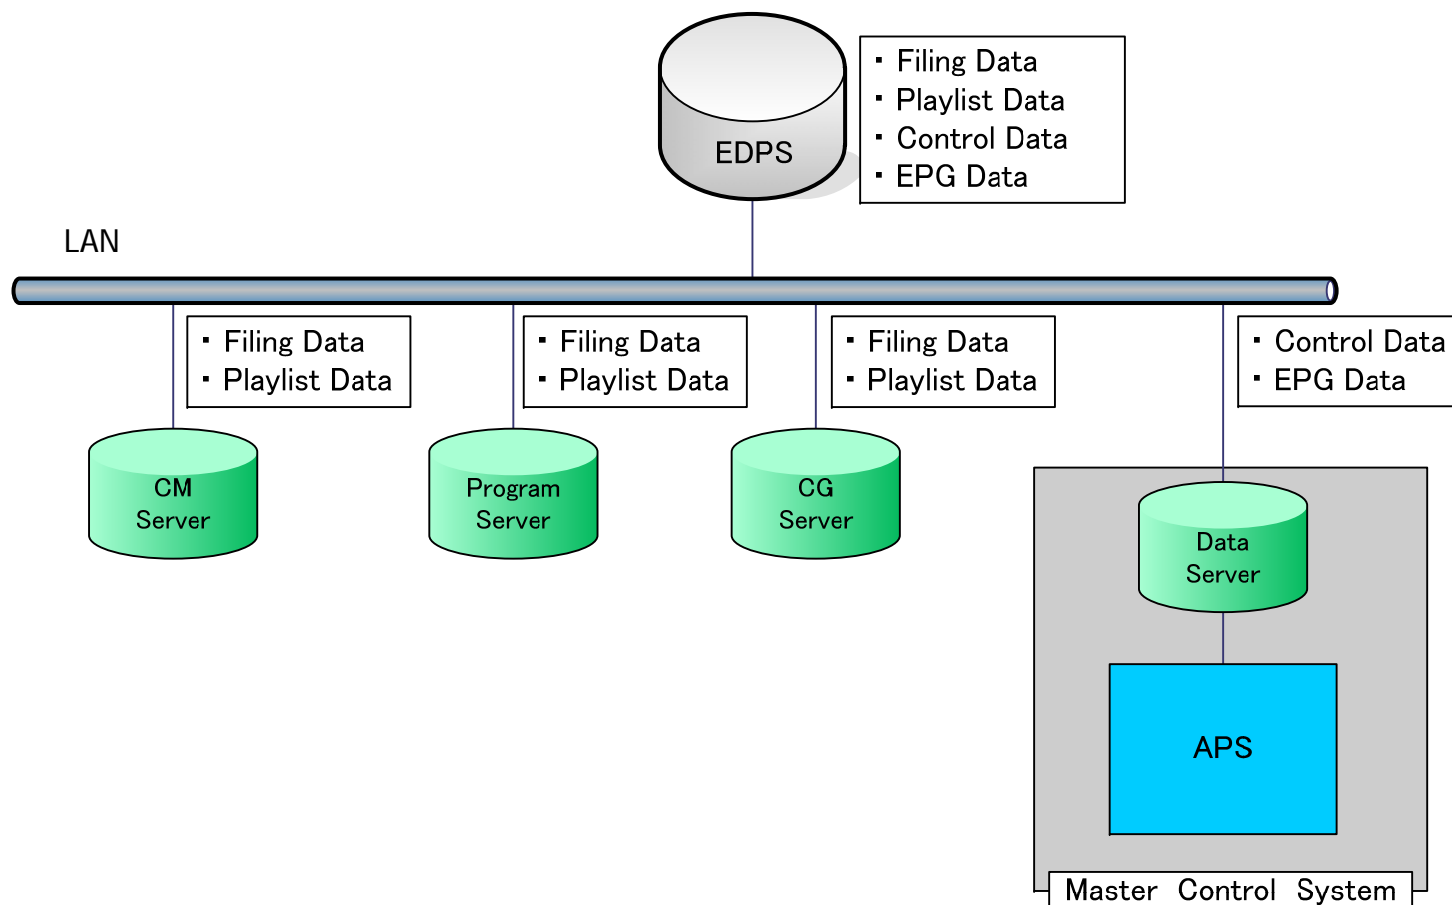 ・ Filing Data
・ Playlist Data
・ Control Data
・ EPG Data
EDPS
LAN
・ Filing Data
・ Playlist Data
・ Filing Data
・ Playlist Data
・ Filing Data
・ Playlist Data
・ Control Data
・ EPG Data
CM
Server
Program
Server
CG
Server
Data
Server
APS
Master Control System